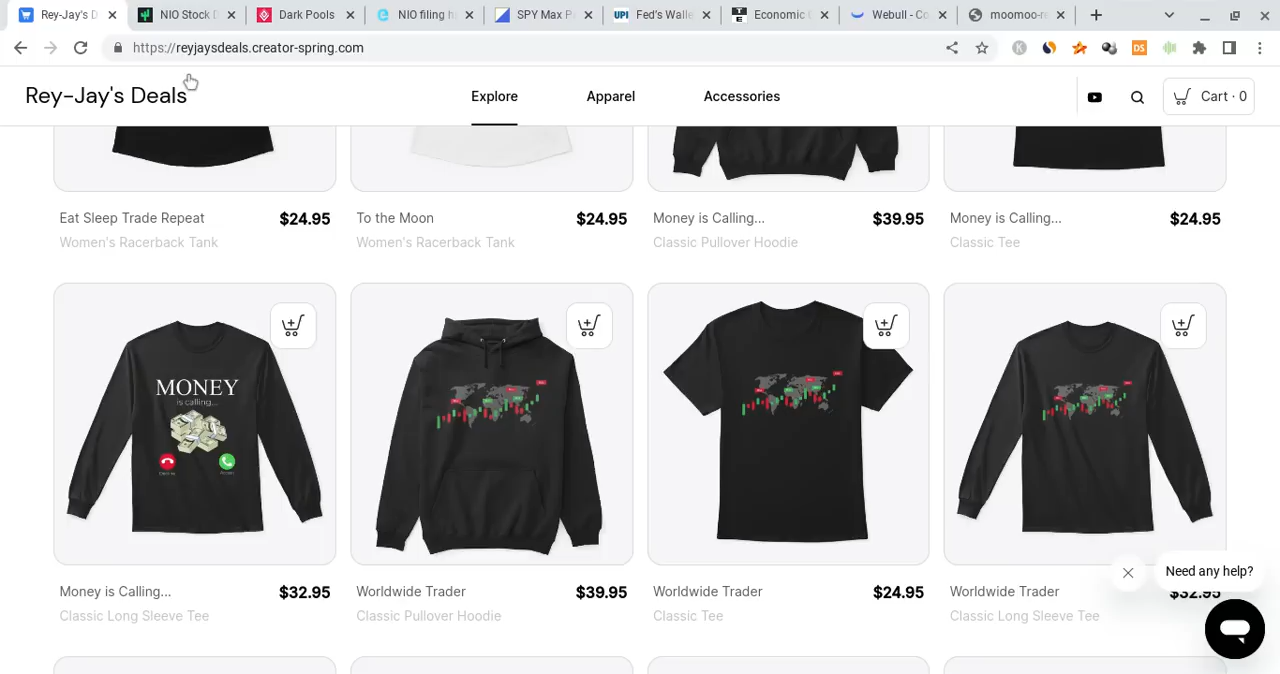 Rey-Jay's D
NIO Stock D
Dark Pools
NIO filing h
SPY Max P
UPI
Fed's Walle
TE
Economic
Webull - Co
moomoo-re
https://reyjaysdeals.creator-spring.com
K
DS
Rey-Jay's Deals
Explore
Apparel
Accessories
Cart · 0
Eat Sleep Trade Repeat
$24.95
To the Moon
$24.95
Money is Calling...
$39.95
Money is Calling...
$24.95
Women's Racerback Tank
Women's Racerback Tank
Classic Pullover Hoodie
Classic Tee
MONEY
is calling...
Money is Calling...
$32.95
Worldwide Trader
$39.95
Worldwide Trader
$24.95
Worldwide Trader
$32.95
Classic Long Sleeve Tee
Classic Pullover Hoodie
Classic Tee
Classic Long Sleeve Tee
Need any help?